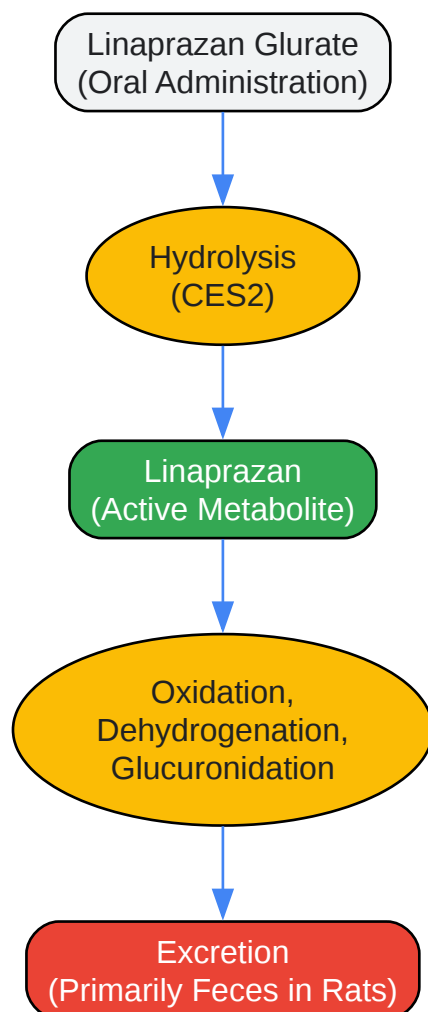 Linaprazan Glurate
(Oral Administration)
Hydrolysis
(CES2)
Linaprazan
(Active Metabolite)
Oxidation,
Dehydrogenation,
Glucuronidation
Excretion
(Primarily Feces in Rats)